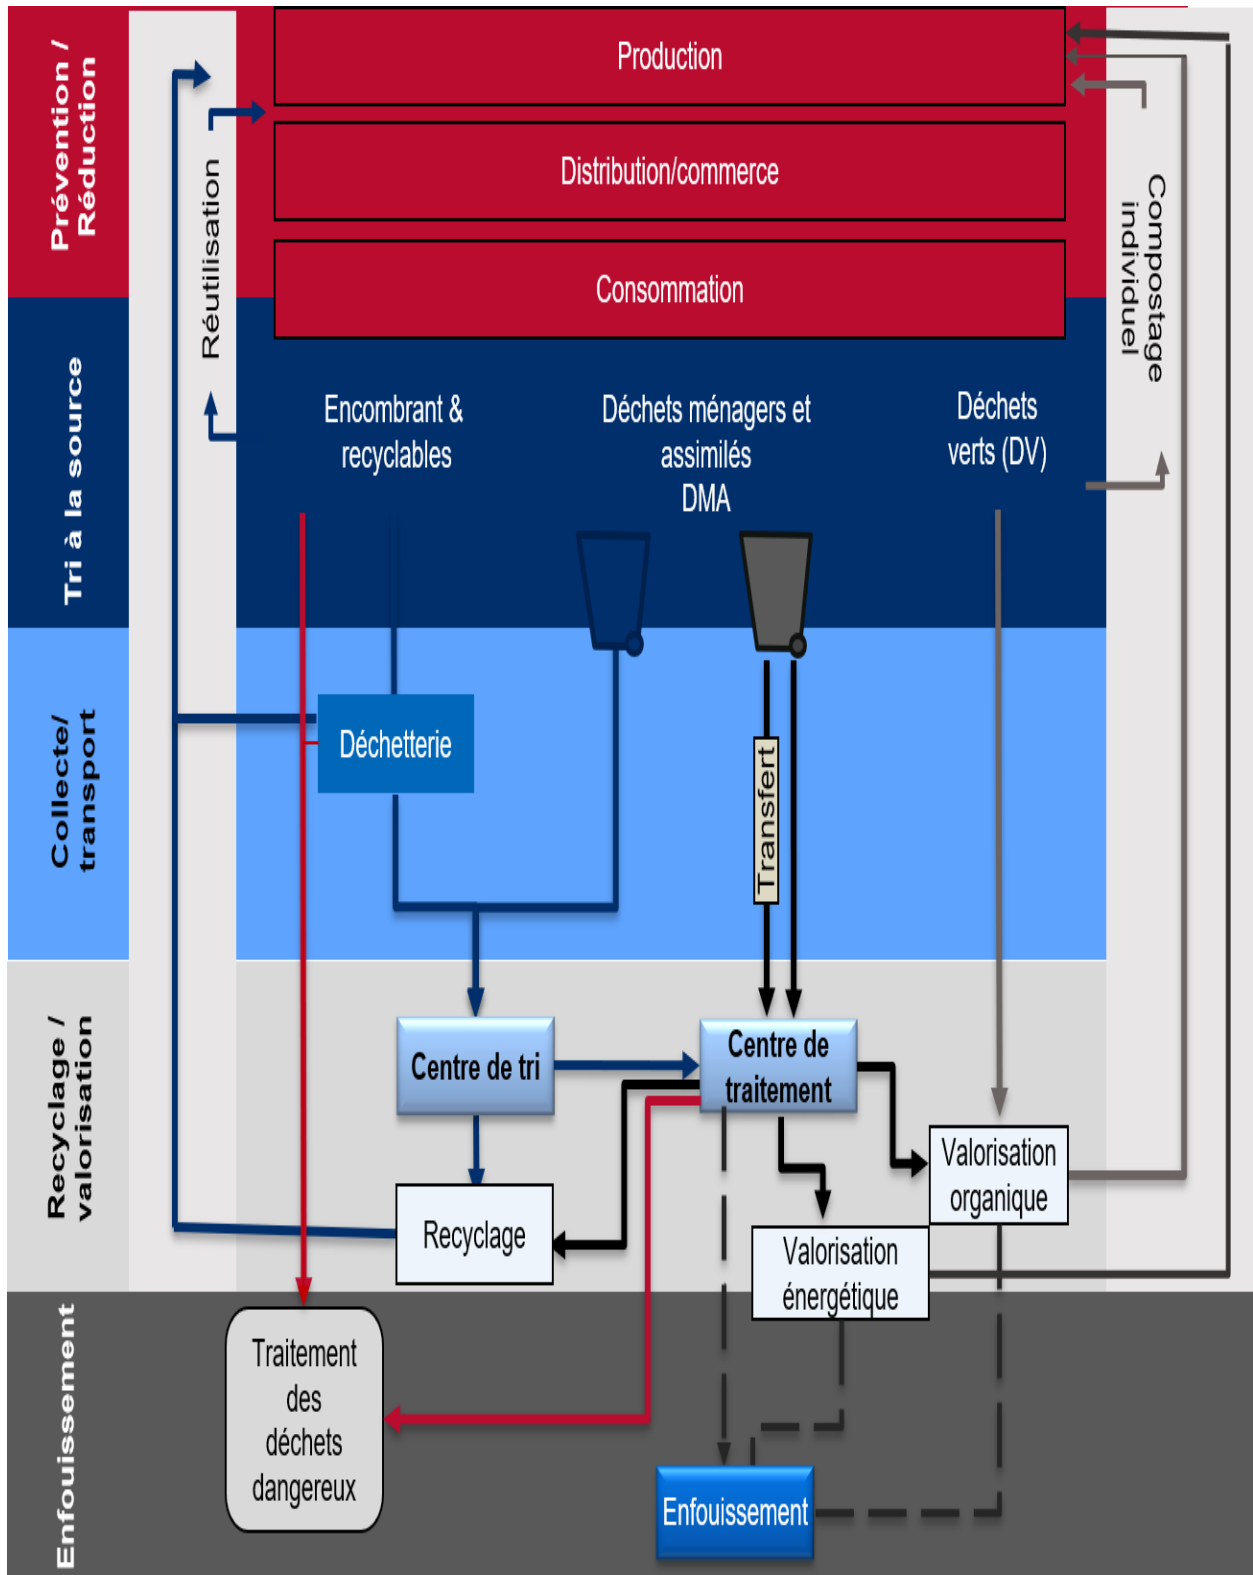 Prévention /
Réduction
Production
Distribution/commerce
Consommation
Réutilisation
Compostage
individuel
Tri à la source
Encombrant &
recyclables
Déchets ménagers et
assimilés
DMA
Déchets
verts (DV)
Collecte/
transport
Déchetterie
Transfert
Recyclage /
valorisation
Centre de tri
Centre de
traitement
Recyclage
Valorisation
organique
Valorisation
énergétique
Enfouissement
Traitement
des
déchets
dangereux
Enfouissement